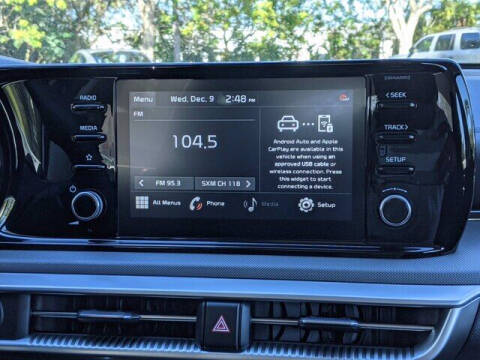 SIRIUSXM
RADIO
MEDIA
Menu
Wed, Dec. 9
2:48 PM
FM
104.5
Android Auto and Apple
CarPlay are available in this
vehicle when using an
approved USB cable or
wireless connection. Press
this widget to start
connecting a device.
< FM 95.3
SXM CH 118 >
All Menus
Phone
Media
Setup
< SEEK
TRACK >
SETUP